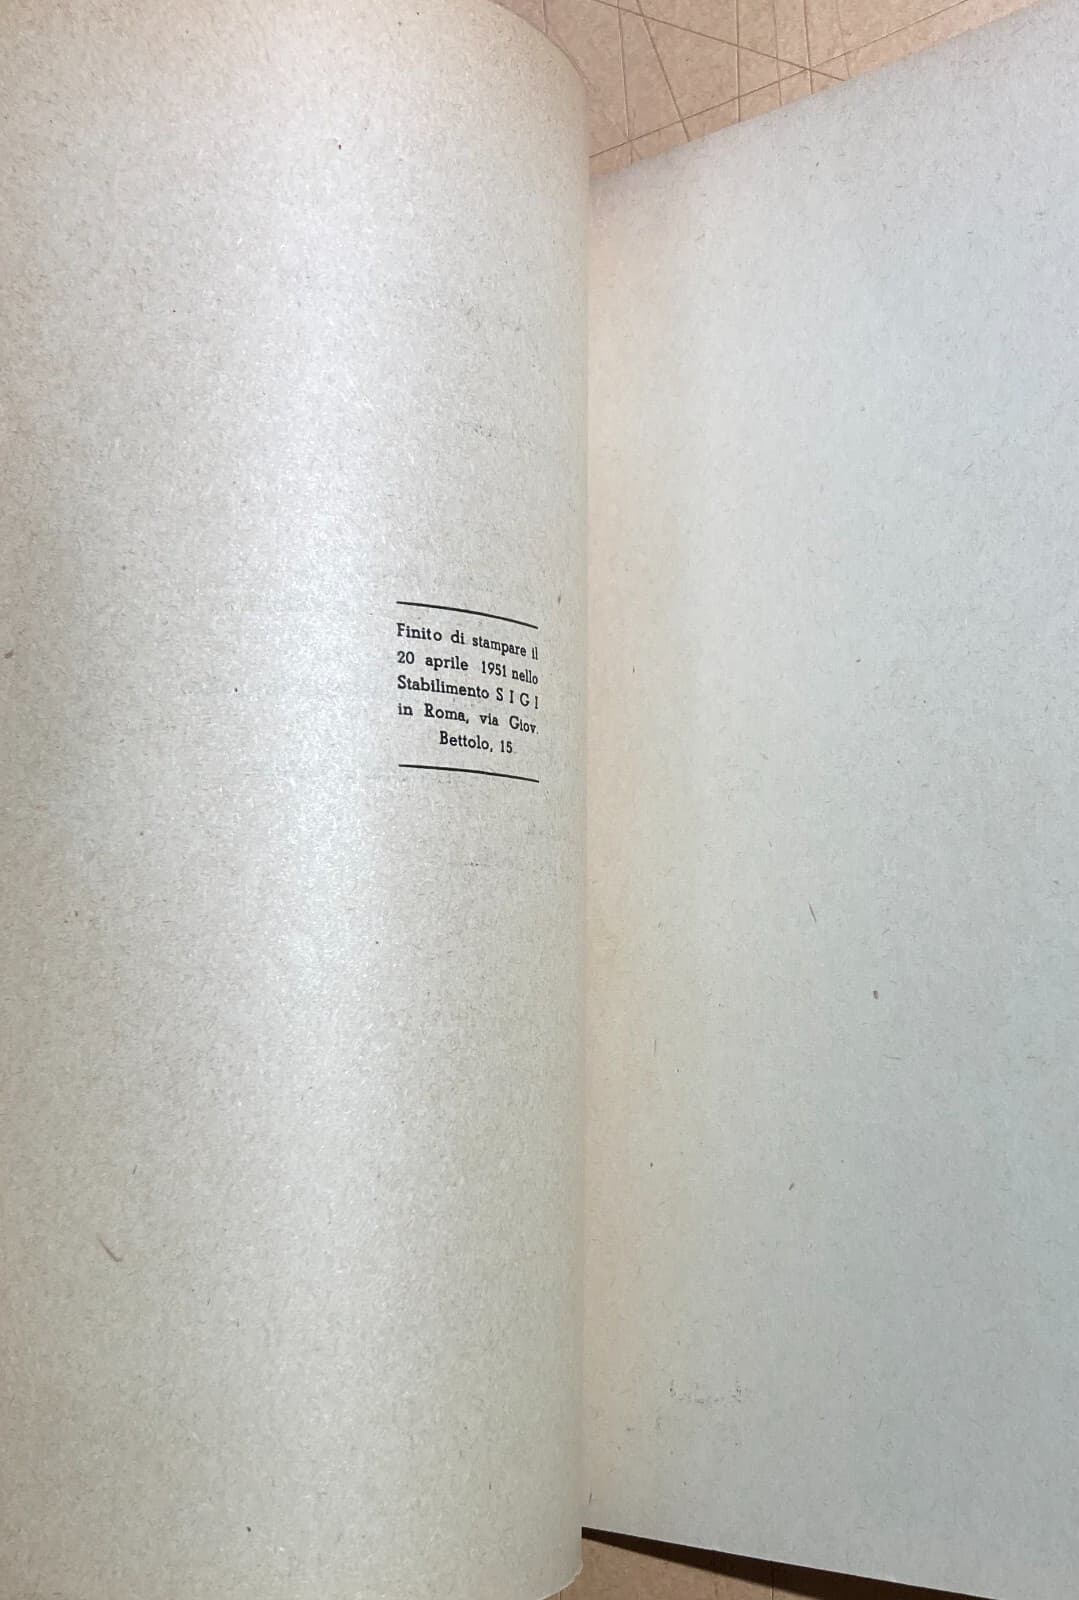 Finito di stampare il
20 aprile 1951 nello
Stabilimento S I G I
in Roma, via Giov.
Bettolo, 15